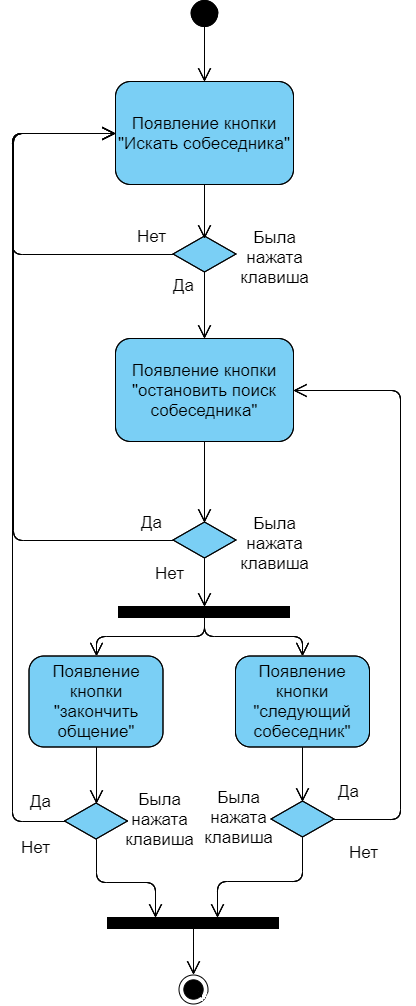 Появление кнопки
"Искать собеседника"
Нет
Была
нажата
клавиша
Да
Появление кнопки
"остановить поиск
собеседника"
Да
Была
нажата
клавиша
Нет
Появление
кнопки
"закончить
общение"
Появление
кнопки
"следующий
собеседник"
Да
Была
нажата
клавиша
Нет
Была
нажата
клавиша
Да
Нет